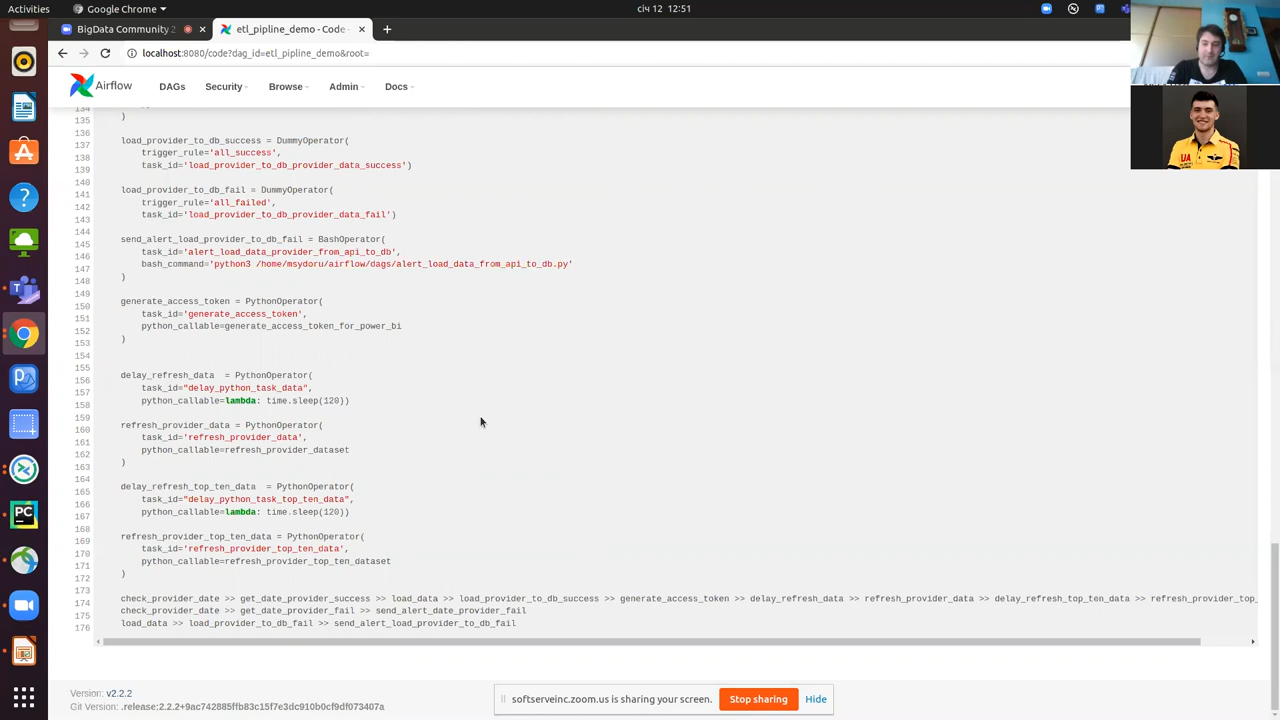 Activities
Google Chrome
січ 12 12:51
BigData Community 2
etl_pipline_demo - Code
localhost:8080/code?dag_id=etl_pipline_demo&root=
Airflow
DAGs
Security
Browse
Admin
Docs
134
135 )
136
137 load_provider_to_db_success = DummyOperator(
138 trigger_rule='all_success',
139 task_id='load_provider_to_db_provider_data_success')
140
141 load_provider_to_db_fail = DummyOperator(
142 trigger_rule='all_failed',
143 task_id='load_provider_to_db_provider_data_fail')
144
145 send_alert_load_provider_to_db_fail = BashOperator(
146 task_id='alert_load_data_provider_from_api_to_db',
147 bash_command='python3 /home/msydoru/airflow/dags/alert_load_data_from_api_to_db.py'
148 )
149
150 generate_access_token = PythonOperator(
151 task_id='generate_access_token',
152 python_callable=generate_access_token_for_power_bi
153 )
154
155
156 delay_refresh_data  = PythonOperator(
157 task_id="delay_python_task_data",
158 python_callable=lambda: time.sleep(120))
159
160 refresh_provider_data = PythonOperator(
161 task_id='refresh_provider_data',
162 python_callable=refresh_provider_dataset
163 )
164
165 delay_refresh_top_ten_data  = PythonOperator(
166 task_id="delay_python_task_top_ten_data",
167 python_callable=lambda: time.sleep(120))
168
169 refresh_provider_top_ten_data = PythonOperator(
170 task_id='refresh_provider_top_ten_data',
171 python_callable=refresh_provider_top_ten_dataset
172 )
173
174 check_provider_date >> get_date_provider_success >> load_data >> load_provider_to_db_success >> generate_access_token >> delay_refresh_data >> refresh_provider_data >> delay_refresh_top_ten_data >> refresh_provider_top_
175 check_provider_date >> get_date_provider_fail >> send_alert_date_provider_fail
176 load_data >> load_provider_to_db_fail >> send_alert_load_provider_to_db_fail
Version: v2.2.2
Git Version: .release:2.2.2+9ac742885ffb83c15f7e3dc910b0cf9df073407a
softserveinc.zoom.us is sharing your screen.
Stop sharing
Hide
UA
PC